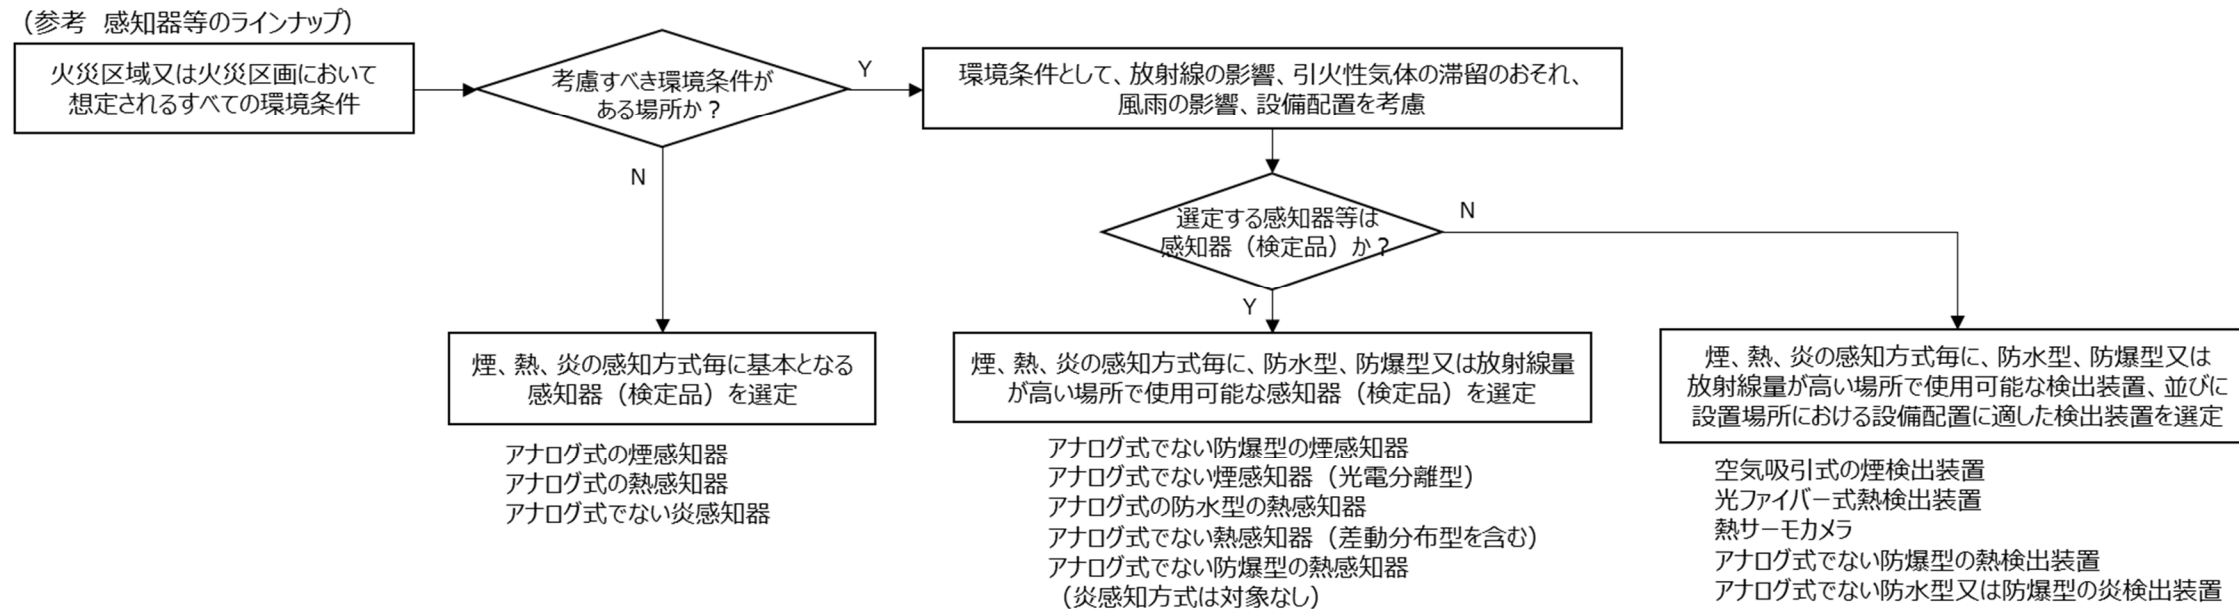 （参考　感知器等のラインナップ）
火災区域又は火災区画において
想定されるすべての環境条件
考慮すべき環境条件が
ある場所か？
Y
N
環境条件として、放射線の影響、引火性気体の滞留のおそれ、
風雨の影響、設備配置を考慮
選定する感知器等は
感知器（検定品）か？
N
Y
煙、熱、炎の感知方式毎に基本となる
感知器（検定品）を選定
アナログ式の煙感知器
アナログ式の熱感知器
アナログ式でない炎感知器
煙、熱、炎の感知方式毎に、防水型、防爆型又は放射線量
が高い場所で使用可能な感知器（検定品）を選定
アナログ式でない防爆型の煙感知器
アナログ式でない煙感知器（光電分離型）
アナログ式の防水型の熱感知器
アナログ式でない熱感知器（差動分布型を含む）
アナログ式でない防爆型の熱感知器
（炎感知方式は対象なし）
煙、熱、炎の感知方式毎に、防水型、防爆型又は
放射線量が高い場所で使用可能な検出装置、並びに
設置場所における設備配置に適した検出装置を選定
空気吸引式の煙検出装置
光ファイバー式熱検出装置
熱サーモカメラ
アナログ式でない防爆型の熱検出装置
アナログ式でない防水型又は防爆型の炎検出装置